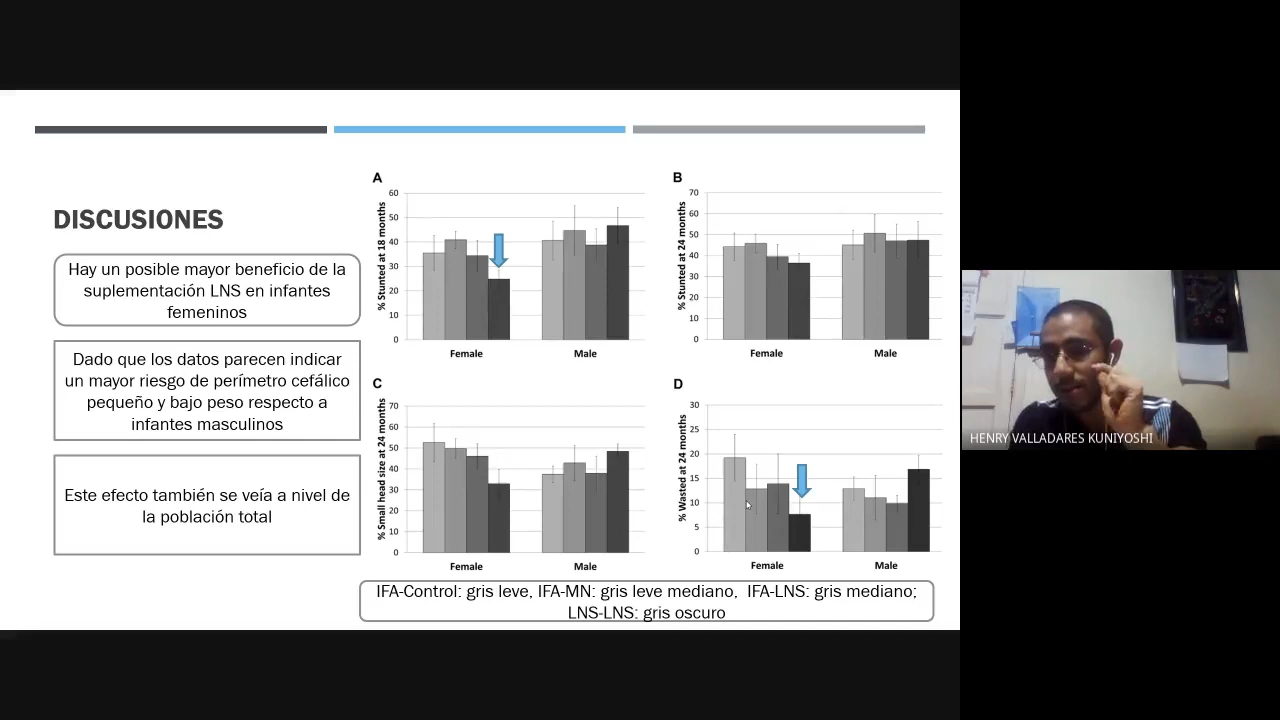 DISCUSIONES
Hay un posible mayor beneficio de la
suplementación LNS en infantes
femeninos
Dado que los datos parecen indicar
un mayor riesgo de perímetro cefálico
pequeño y bajo peso respecto a
infantes masculinos
Este efecto también se veía a nivel de
la población total
A
% Stunted at 18 months
60
50
40
30
20
10
0
Female
Male
B
% Stunted at 24 months
70
60
50
40
30
20
10
0
Female
Male
C
% Small head size at 24 months
70
60
50
40
30
20
10
0
Female
Male
D
% Wasted at 24 months
30
25
20
15
10
5
0
Female
Male
IFA-Control: gris leve, IFA-MN: gris leve mediano, IFA-LNS: gris mediano;
LNS-LNS: gris oscuro
HENRY VALLADARES KUNIYOSHI